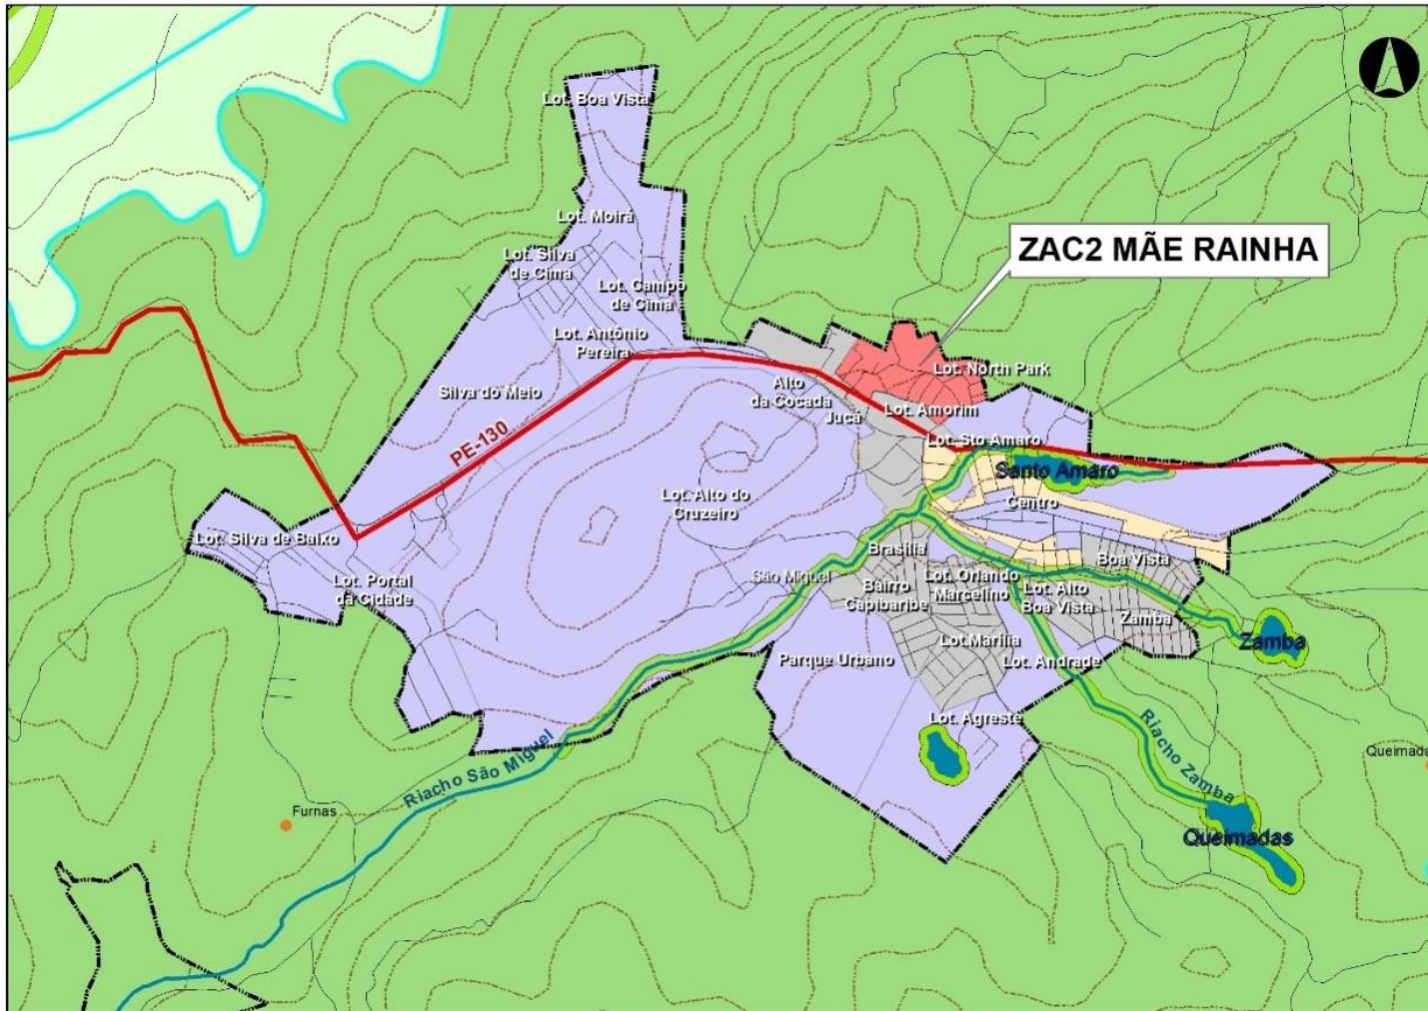 Lot. Boa Vista
Lot. Moirá
Lot. Silva
de Cima
ZAC2 MÃE RAINHA
Lot. Campo
de Cima
Lot. Antônio
Pereira
Lot. North Park
Silva do Meio
Alto
da Cocada
Jucá
Lot. Amorim
PE-130
Lot. Sto Amaro
Santo Amaro
Lot. Alto do
Cruzeiro
Centro
Lot. Silva de Baixo
Brasília
Boa Vista
Lot. Portal
da Cidade
São Miguel
Bairro
Capibaribe
Lot. Orlando
Marcelino
Lot. Alto
Boa Vista
Zamba
Zamba
Lot.Marília
Parque Urbano
Lot. Andrade
Lot. Agreste
Riacho São Miguel
Riacho Zamba
Queimada
Furnas
Queimadas